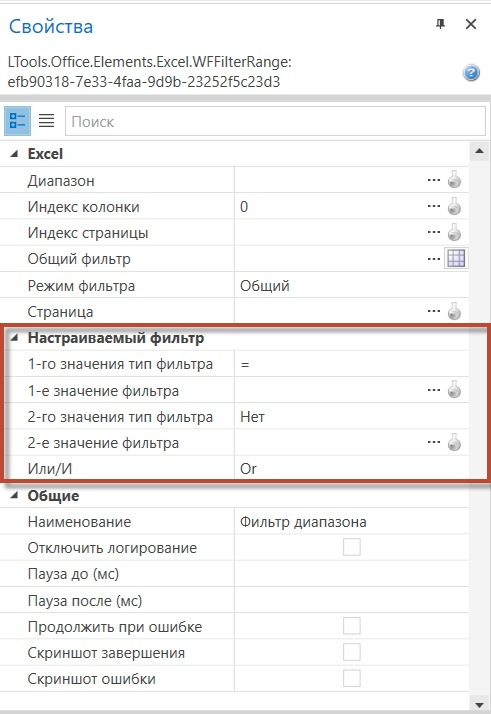 Свойства
LTools.Office.Elements.Excel.WFFilterRange:
efb90318-7e33-4faa-9d9b-23252f5c23d3
Поиск
Excel
Диапазон
Индекс колонки 0
Индекс страницы
Общий фильтр
Режим фильтра Общий
Страница
Настраиваемый фильтр
1-го значения тип фильтра =
1-е значение фильтра
2-го значения тип фильтра Нет
2-е значение фильтра
Или/И Or
Общие
Наименование Фильтр диапазона
Отключить логирование
Пауза до (мс)
Пауза после (мс)
Продолжить при ошибке
Скриншот завершения
Скриншот ошибки